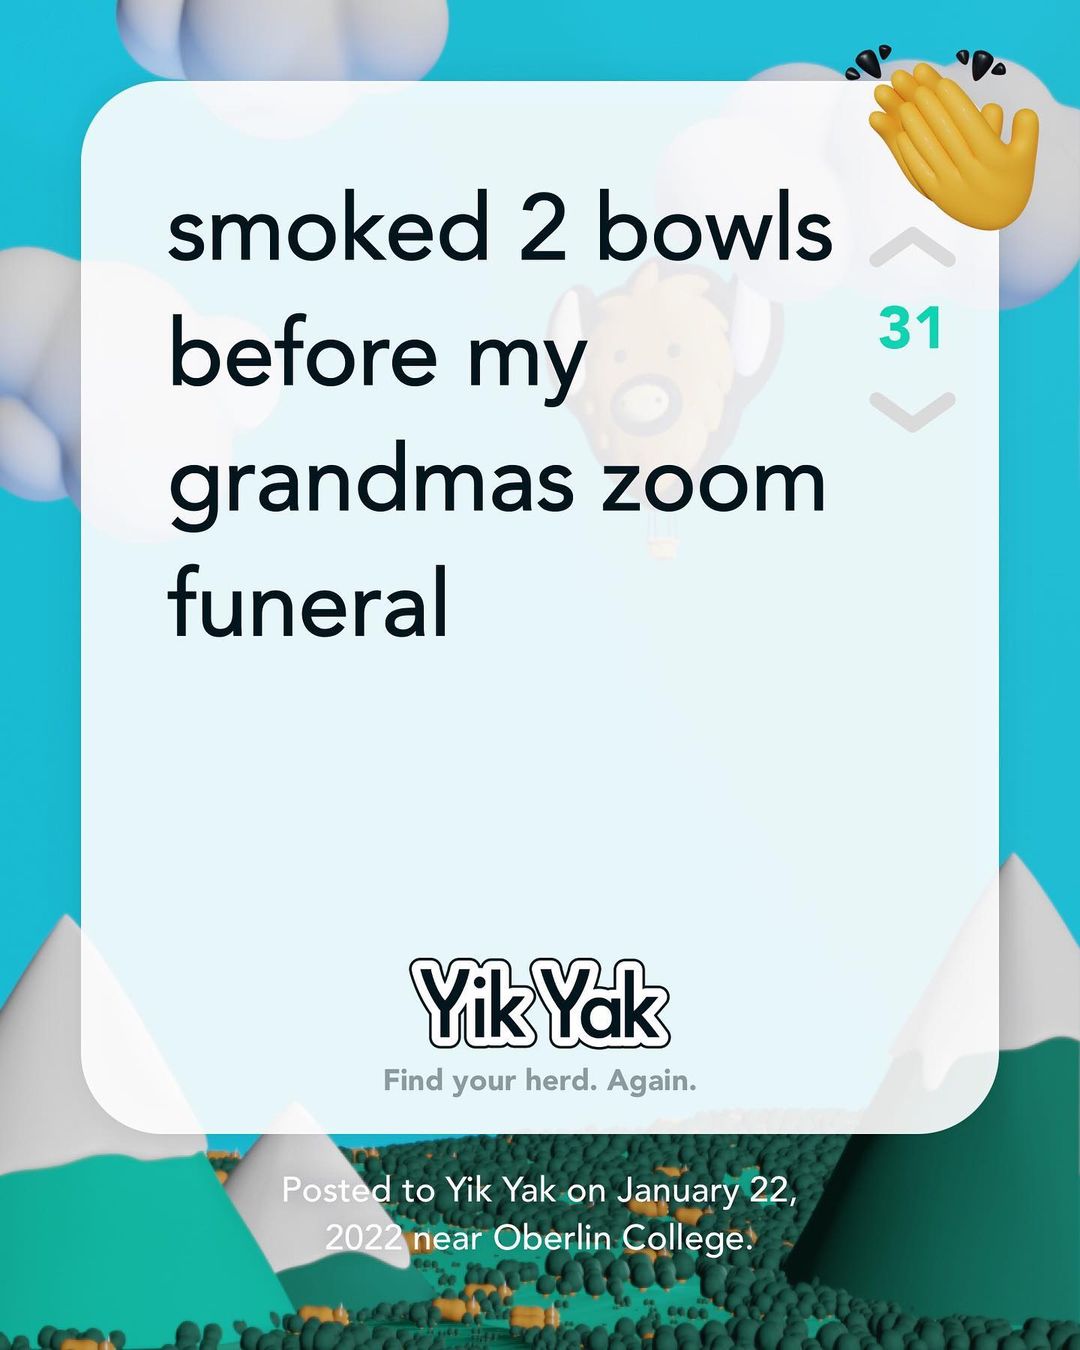 smoked 2 bowls
before my
grandmas zoom
funeral
31
Yik Yak
Find your herd. Again.
Posted to Yik Yak on January 22,
2022 near Oberlin College.